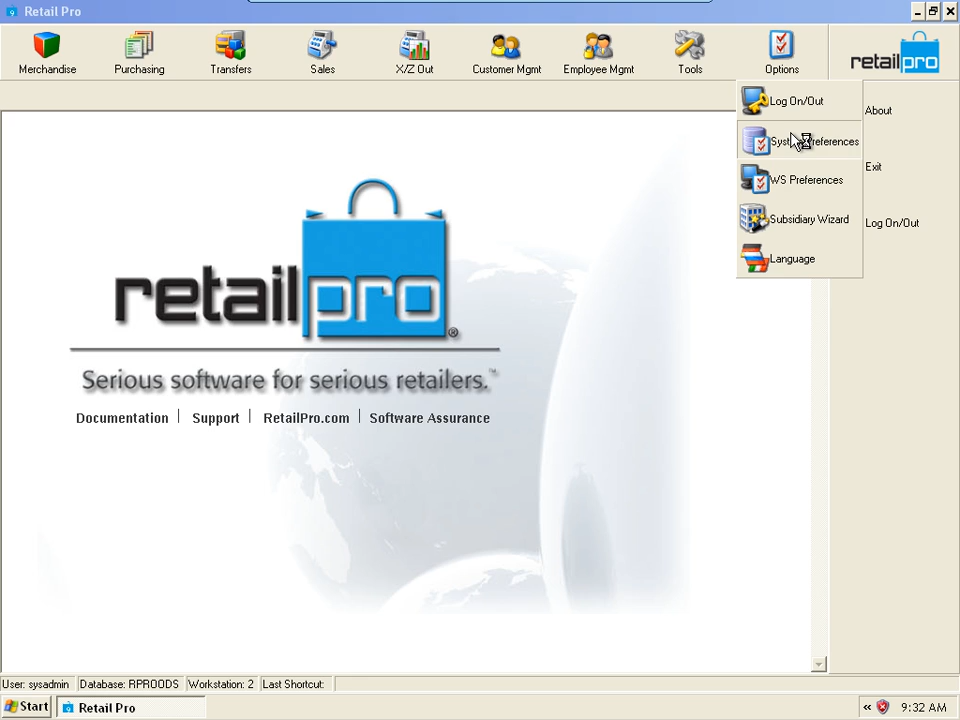 Retail Pro
Merchandise
Purchasing
Transfers
Sales
X/Z Out
Customer Mgmt
Employee Mgmt
Tools
Options
retailpro
Log On/Out
About
WS Preferences
Exit
Subsidiary Wizard
Log On/Out
Language
retailpro®
Serious software for serious retailers.™
Documentation | Support | RetailPro.com | Software Assurance
User: sysadmin
Database: RPROODS
Workstation: 2
Last Shortcut:
Start
Retail Pro
« 9:32 AM